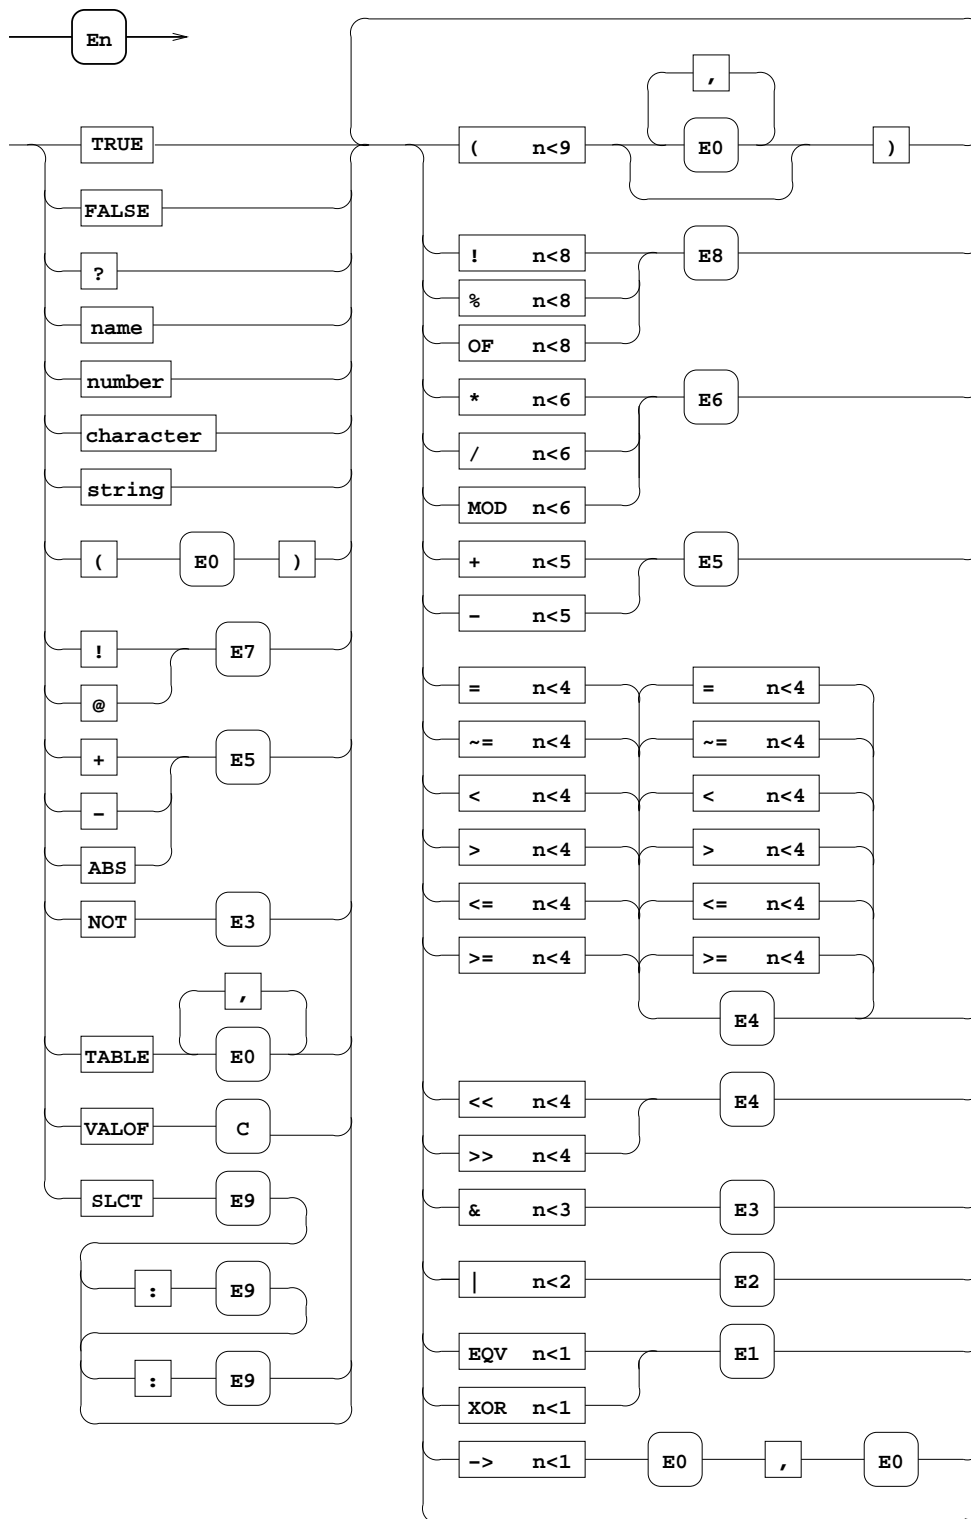 En
,
TRUE
( n<9
E0
)
FALSE
?
! n<8
E8
% n<8
name
OF n<8
number
* n<6
E6
character
/ n<6
string
MOD n<6
( E0 )
+ n<5
E5
- n<5
!
E7
@
= n<4
= n<4
+
E5
~= n<4
~= n<4
-
< n<4
< n<4
ABS
> n<4
> n<4
NOT
E3
<= n<4
<= n<4
>= n<4
>= n<4
,
E4
TABLE
E0
<< n<4
E4
VALOF
C
>> n<4
SLCT
E9
& n<3
E3
:
E9
| n<2
E2
EQV n<1
E1
:
E9
XOR n<1
-> n<1
E0
,
E0